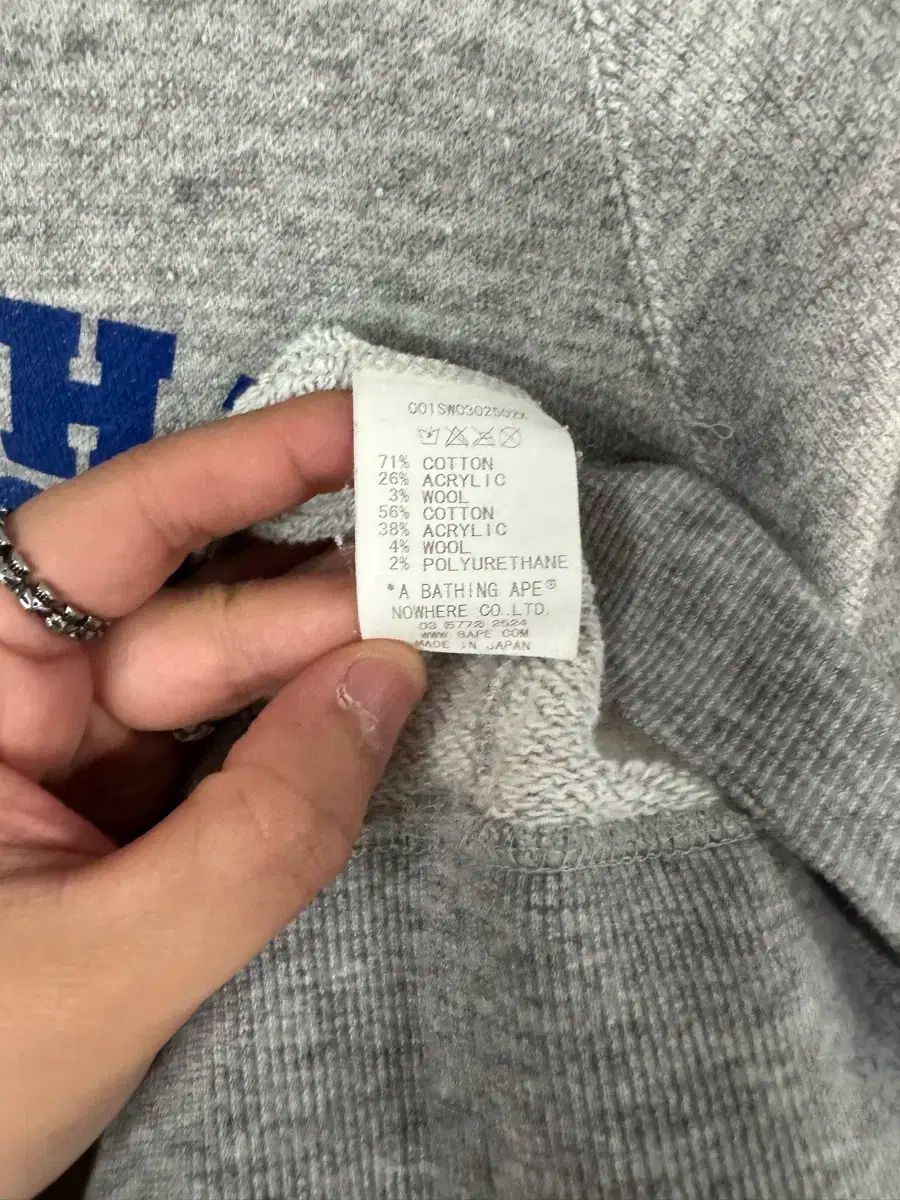 H
001SW0302502X
71% COTTON
26% ACRYLIC
3% WOOL
56% COTTON
38% ACRYLIC
4% WOOL
2% POLYURETHANE
*A BATHING APE®
NOWHERE CO.,LTD.
03 (5772) 2524
WWW BAPE COM
MADE IN JAPAN